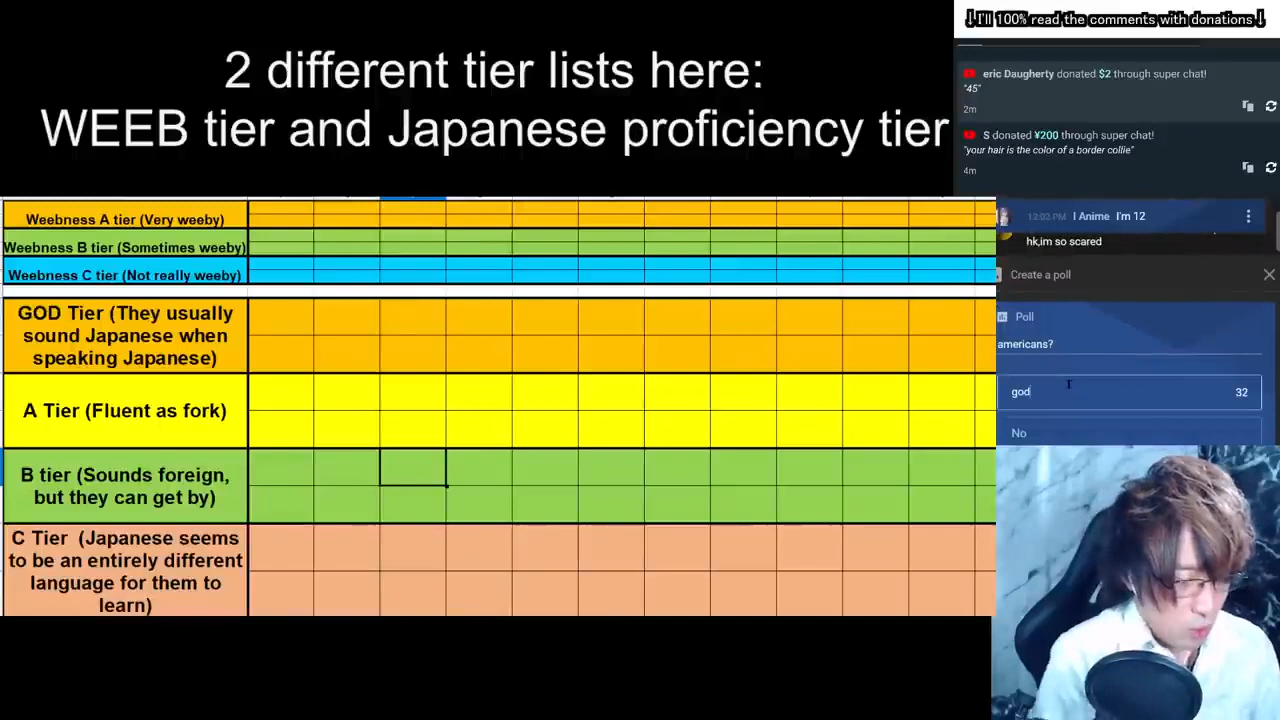 2 different tier lists here:
WEEB tier and Japanese proficiency tier
Weebness A tier (Very weeby)
Weebness B tier (Sometimes weeby)
Weebness C tier (Not really weeby)
GOD Tier (They usually
sound Japanese when
speaking Japanese)
A Tier (Fluent as fork)
B tier (Sounds foreign,
but they can get by)
C Tier (Japanese seems
to be an entirely different
language for them to
learn)
↓I'll 100% read the comments with donations↓
eric Daugherty donated $2 through super chat!
"45"
2m
S donated ¥200 through super chat!
"your hair is the color of a border collie"
4m
12:02 PM I Anime I'm 12
hk,im so scared
Create a poll
Poll
americans?
god 32
No